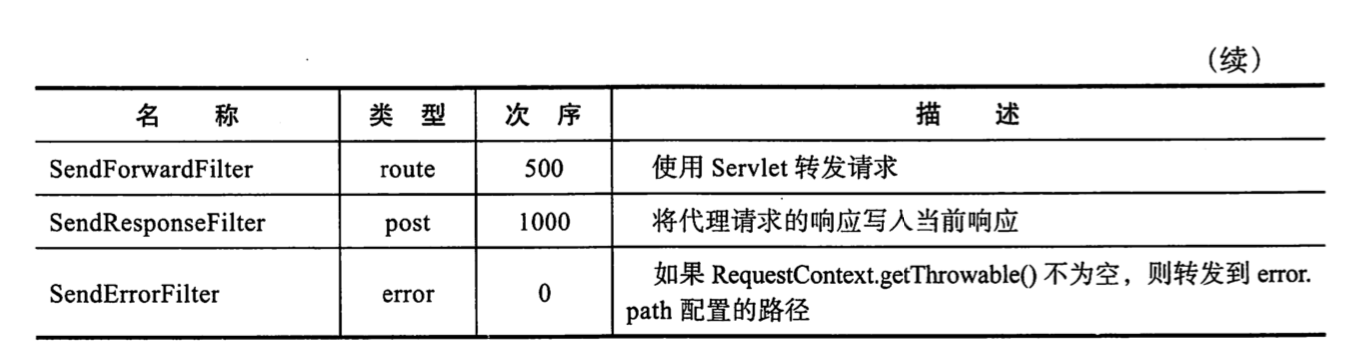 （续）
名 称 类 型 次 序 描 述
SendForwardFilter route 500 使用 Servlet 转发请求
SendResponseFilter post 1000 将代理请求的响应写入当前响应
SendErrorFilter error 0 如果 RequestContext.getThrowable() 不为空，则转发到 error.
path 配置的路径